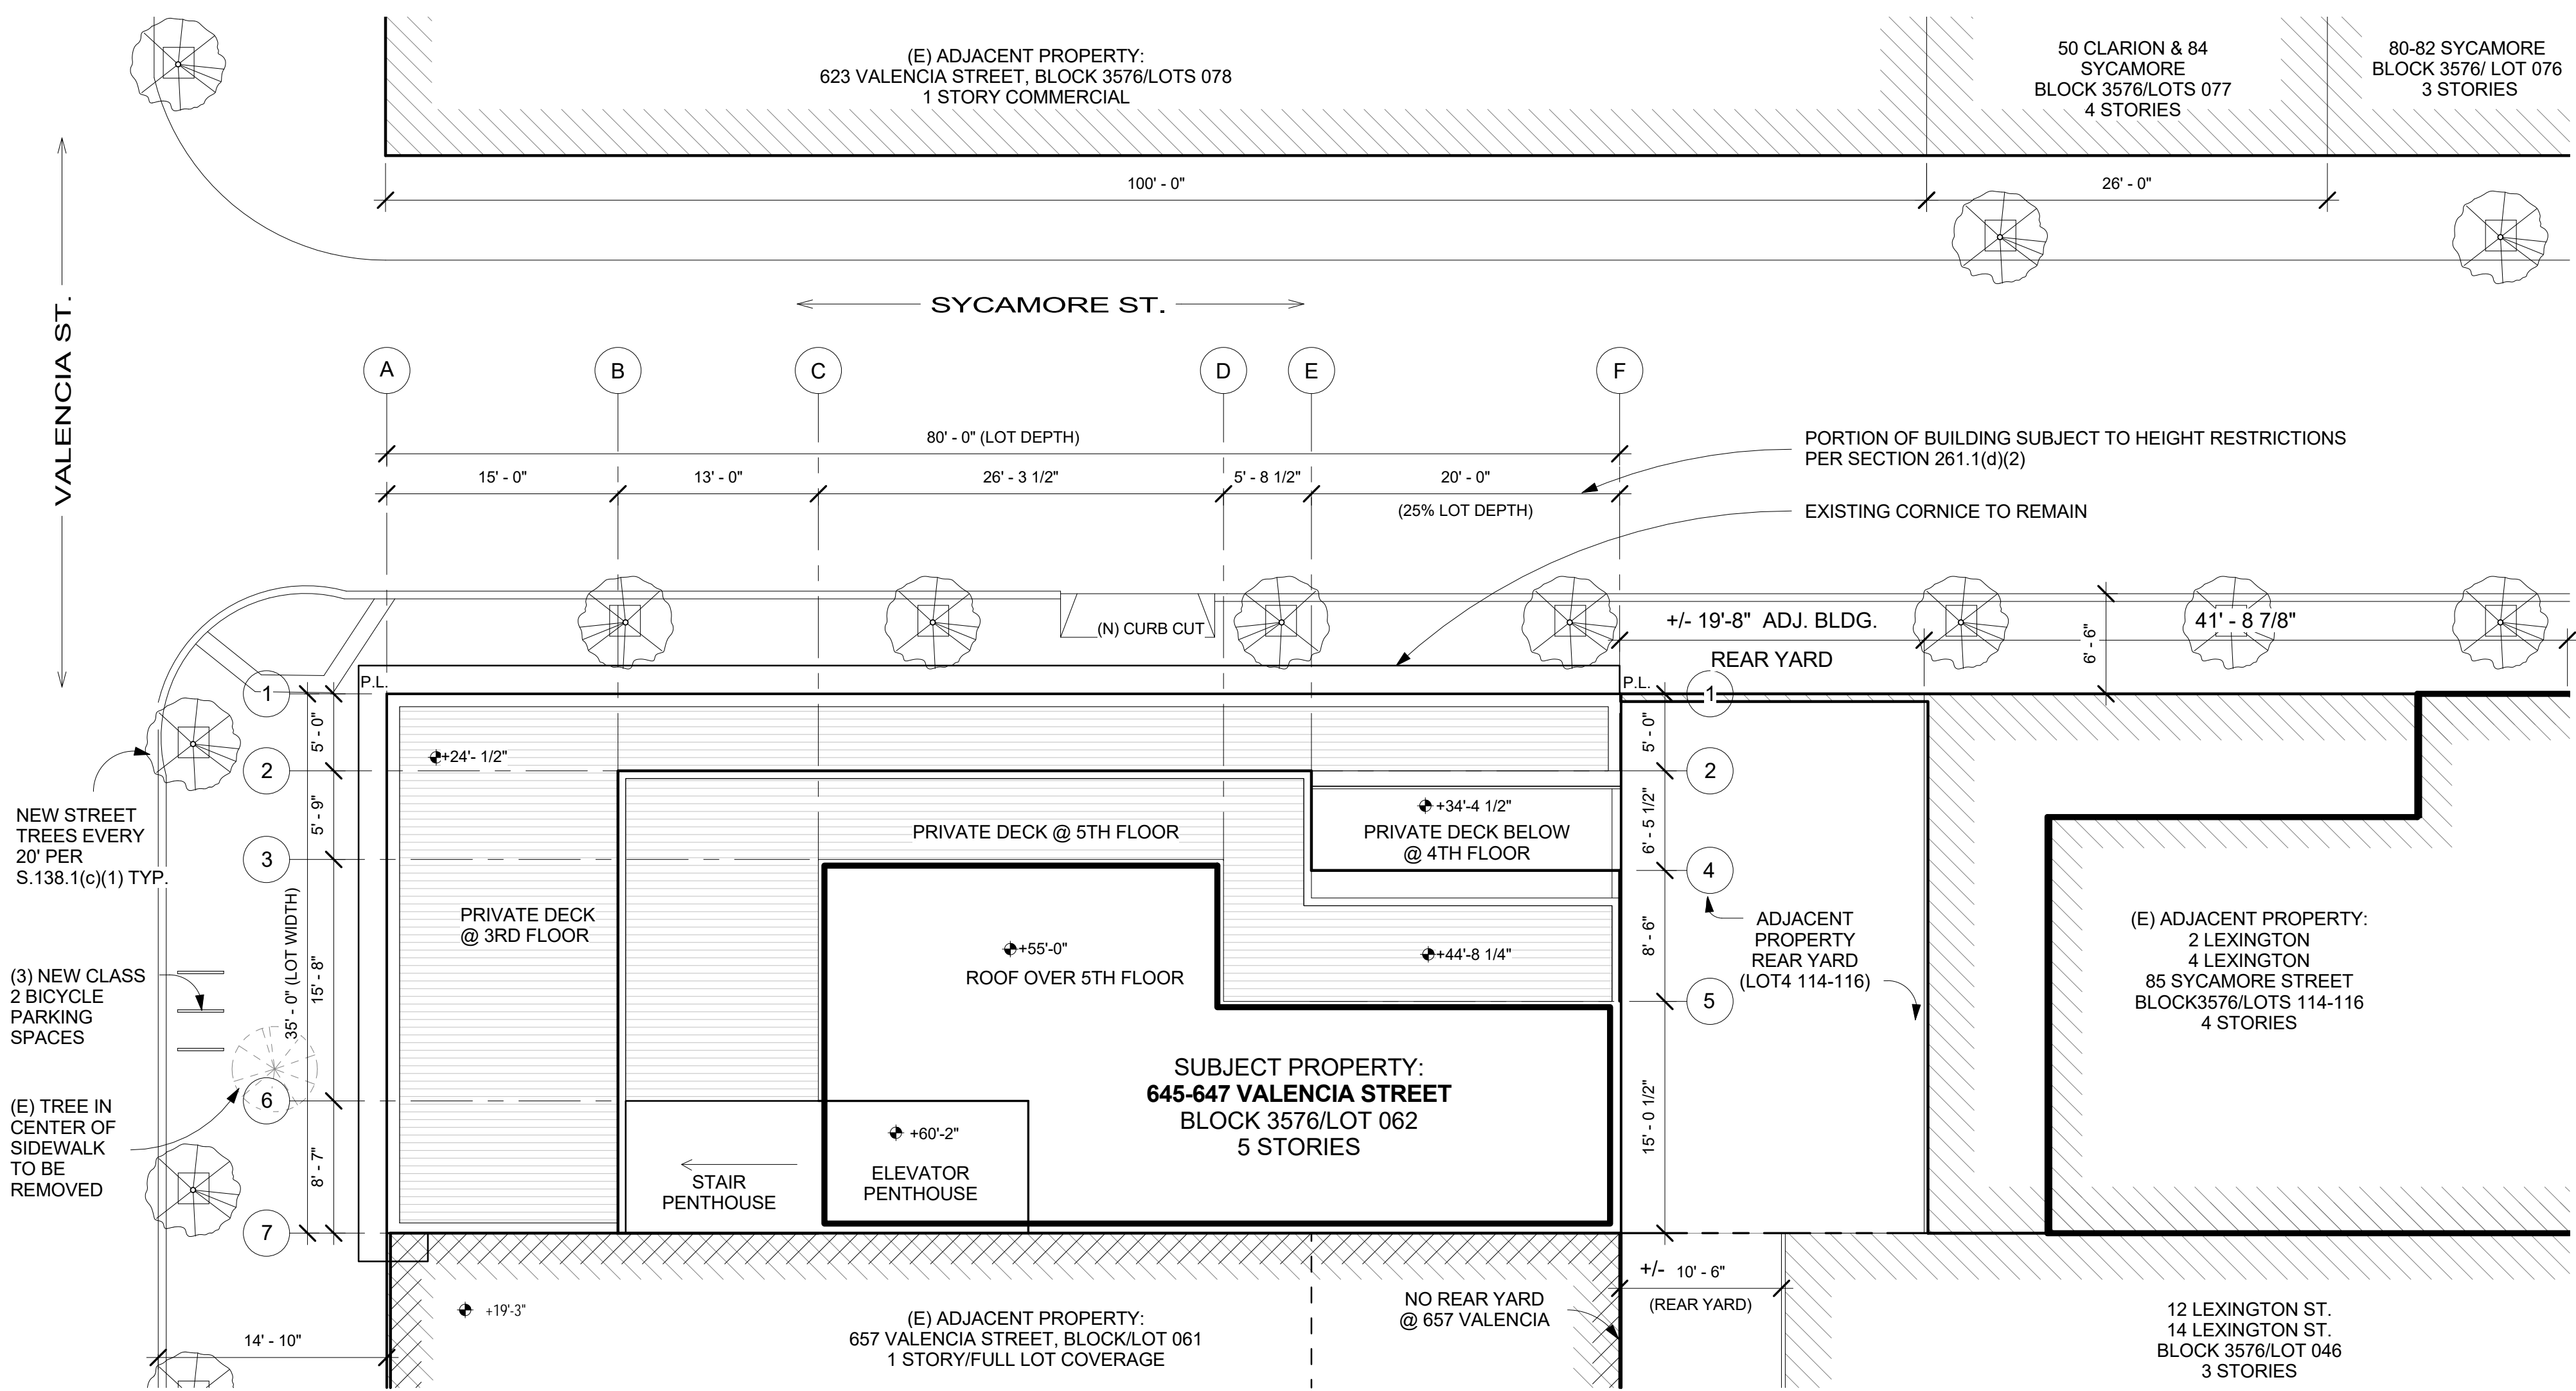 (E) ADJACENT PROPERTY:
623 VALENCIA STREET, BLOCK 3576/LOTS 078
1 STORY COMMERCIAL
50 CLARION & 84
SYCAMORE
BLOCK 3576/LOTS 077
4 STORIES
80-82 SYCAMORE
BLOCK 3576/ LOT 076
3 STORIES
100' - 0"
26' - 0"
VALENCIA ST.
SYCAMORE ST.
A
B
C
D
E
F
80' - 0" (LOT DEPTH)
15' - 0"
13' - 0"
26' - 3 1/2"
5' - 8 1/2"
20' - 0"
(25% LOT DEPTH)
PORTION OF BUILDING SUBJECT TO HEIGHT RESTRICTIONS
PER SECTION 261.1(d)(2)
EXISTING CORNICE TO REMAIN
(N) CURB CUT
+/- 19'-8" ADJ. BLDG.
REAR YARD
6' - 6"
41' - 8 7/8"
P.L.
P.L.
1
2
3
6
7
5' - 0"
5' - 9"
15' - 8"
8' - 7"
35' - 0" (LOT WIDTH)
1
2
4
5
5' - 0"
6' - 5 1/2"
8' - 6"
15' - 0 1/2"
NEW STREET
TREES EVERY
20' PER
S.138.1(c)(1) TYP.
(3) NEW CLASS
2 BICYCLE
PARKING
SPACES
(E) TREE IN
CENTER OF
SIDEWALK
TO BE
REMOVED
+24'- 1/2"
PRIVATE DECK
@ 3RD FLOOR
PRIVATE DECK @ 5TH FLOOR
+34'-4 1/2"
PRIVATE DECK BELOW
@ 4TH FLOOR
+55'-0"
ROOF OVER 5TH FLOOR
+44'-8 1/4"
SUBJECT PROPERTY:
645-647 VALENCIA STREET
BLOCK 3576/LOT 062
5 STORIES
+60'-2"
STAIR
PENTHOUSE
ELEVATOR
PENTHOUSE
ADJACENT
PROPERTY
REAR YARD
(LOT4 114-116)
(E) ADJACENT PROPERTY:
2 LEXINGTON
4 LEXINGTON
85 SYCAMORE STREET
BLOCK3576/LOTS 114-116
4 STORIES
14' - 10"
+19'-3"
(E) ADJACENT PROPERTY:
657 VALENCIA STREET, BLOCK/LOT 061
1 STORY/FULL LOT COVERAGE
NO REAR YARD
@ 657 VALENCIA
+/- 10' - 6"
(REAR YARD)
12 LEXINGTON ST.
14 LEXINGTON ST.
BLOCK 3576/LOT 046
3 STORIES